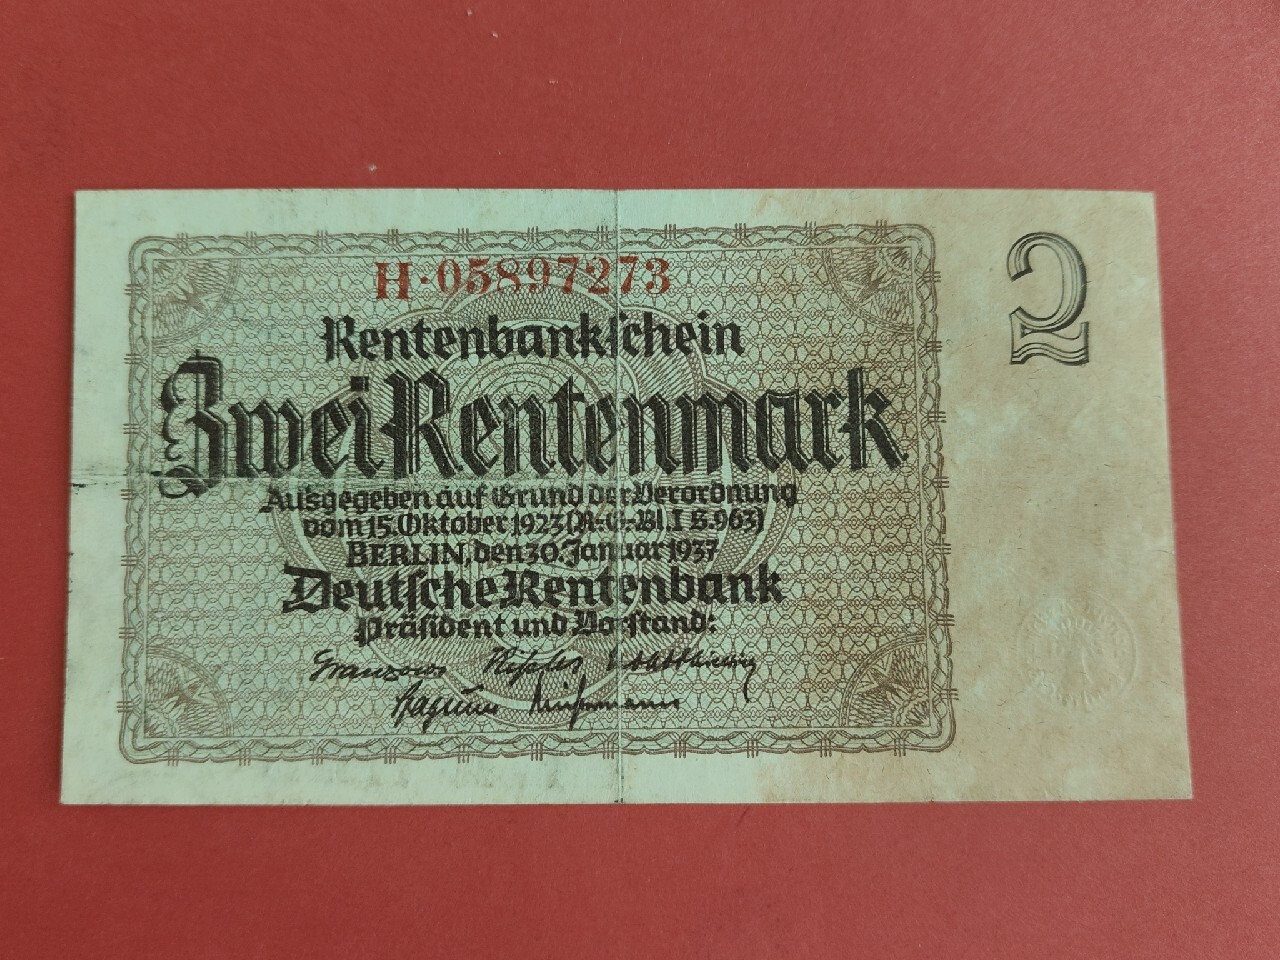 H·05897273
2
Rentenbankschein
Zwei Rentenmark
Ausgegeben auf Grund der Verordnung
vom 15. Oktober 1923 (R.-G.-Bl. I S. 963)
BERLIN, den 30. Januar 1937
Deutsche Rentenbank
Präsident und Vorstand: